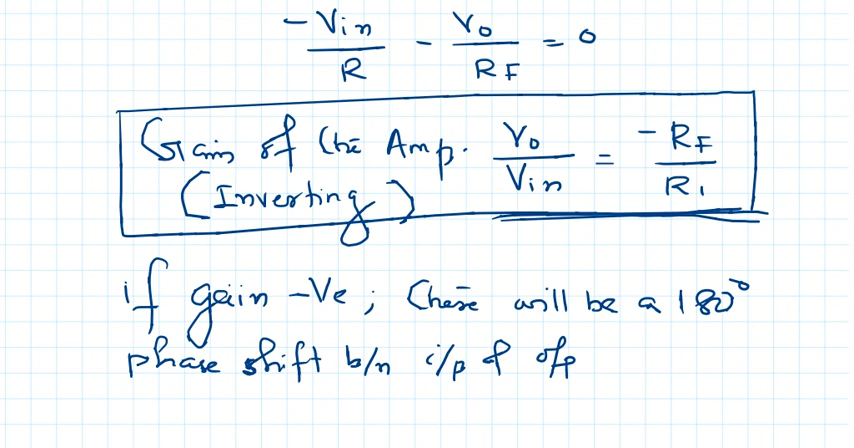 -Vin/R - Vo/RF = 0
Gain of the Amp. Vo/Vin = -RF/R1
(Inverting)
if gain -Ve ; there will be a 180°
phase shift b/n i/p & o/p